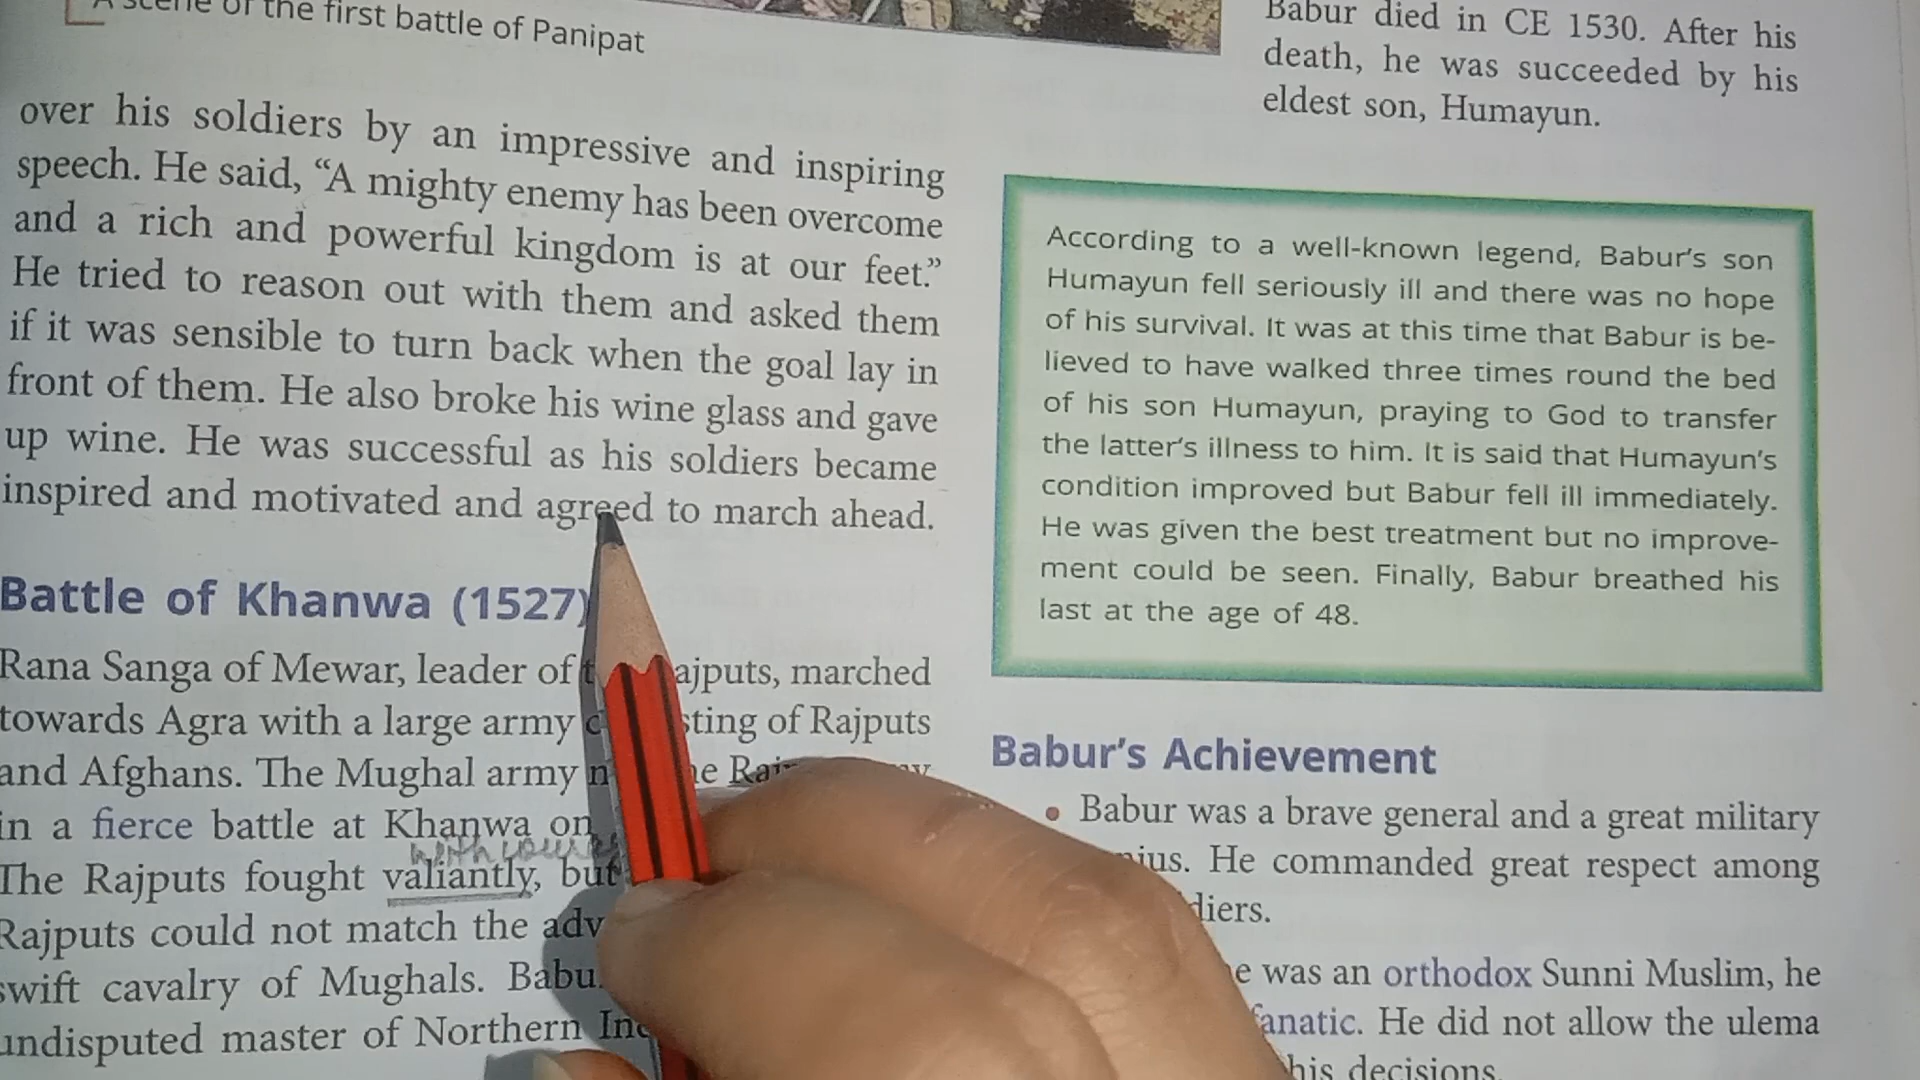 A scene of the first battle of Panipat
over his soldiers by an impressive and inspiring
speech. He said, “A mighty enemy has been overcome
and a rich and powerful kingdom is at our feet.”
He tried to reason out with them and asked them
if it was sensible to turn back when the goal lay in
front of them. He also broke his wine glass and gave
up wine. He was successful as his soldiers became
inspired and motivated and agreed to march ahead.
Battle of Khanwa (1527)
Rana Sanga of Mewar, leader of ajputs, marched
towards Agra with a large army sting of Rajputs
and Afghans. The Mughal army
in a fierce battle at Khanwa on
with
The Rajputs fought valiantly, but
Rajputs could not match the adv
swift cavalry of Mughals. Babu
undisputed master of Northern In
Babur died in CE 1530. After his
death, he was succeeded by his
eldest son, Humayun.
According to a well-known legend, Babur’s son
Humayun fell seriously ill and there was no hope
of his survival. It was at this time that Babur is be-
lieved to have walked three times round the bed
of his son Humayun, praying to God to transfer
the latter’s illness to him. It is said that Humayun’s
condition improved but Babur fell ill immediately.
He was given the best treatment but no improve-
ment could be seen. Finally, Babur breathed his
last at the age of 48.
Babur’s Achievement
• Babur was a brave general and a great military
nius. He commanded great respect among
diers.
e was an orthodox Sunni Muslim, he
fanatic. He did not allow the ulema
his decisions.